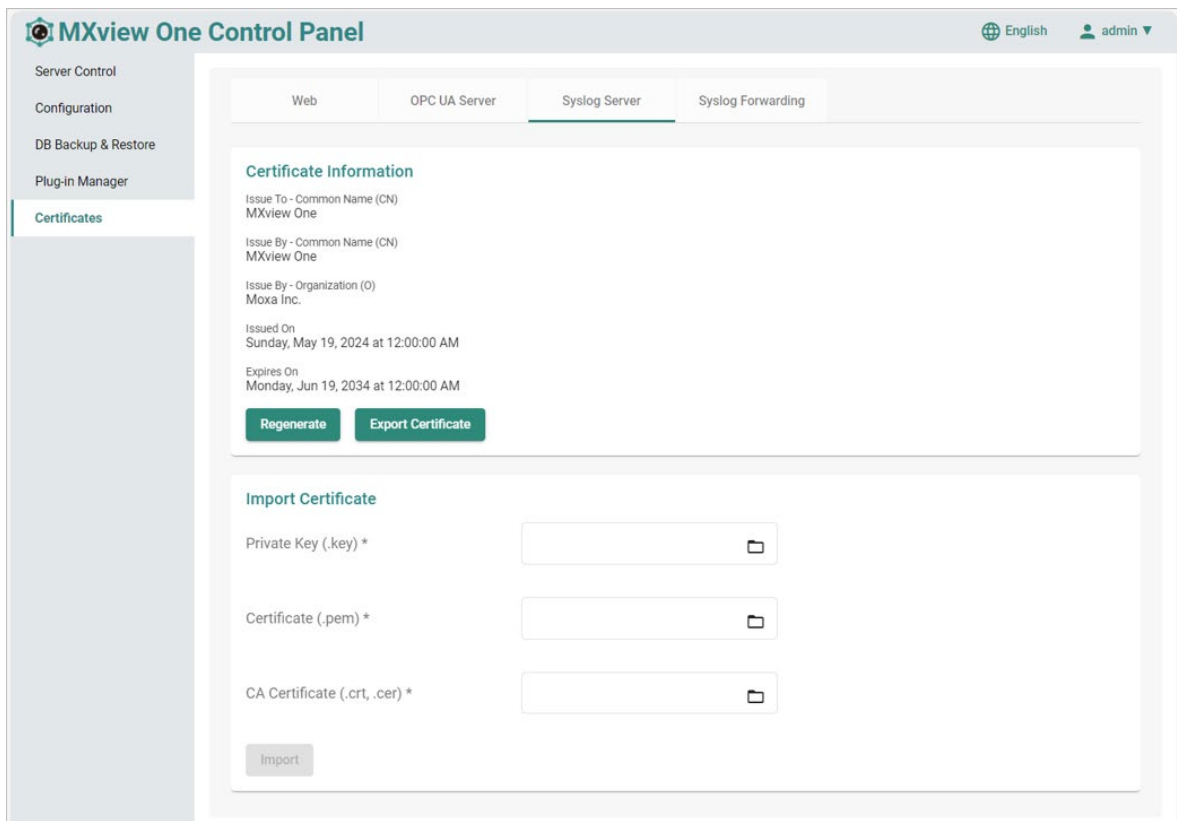 MXview One Control Panel
English
admin
Server Control
Configuration
DB Backup & Restore
Plug-in Manager
Certificates
Web
OPC UA Server
Syslog Server
Syslog Forwarding
Certificate Information
Issue To - Common Name (CN)
MXview One
Issue By - Common Name (CN)
MXview One
Issue By - Organization (O)
Moxa Inc.
Issued On
Sunday, May 19, 2024 at 12:00:00 AM
Expires On
Monday, Jun 19, 2034 at 12:00:00 AM
Regenerate
Export Certificate
Import Certificate
Private Key (.key) *
Certificate (.pem) *
CA Certificate (.crt, .cer) *
Import